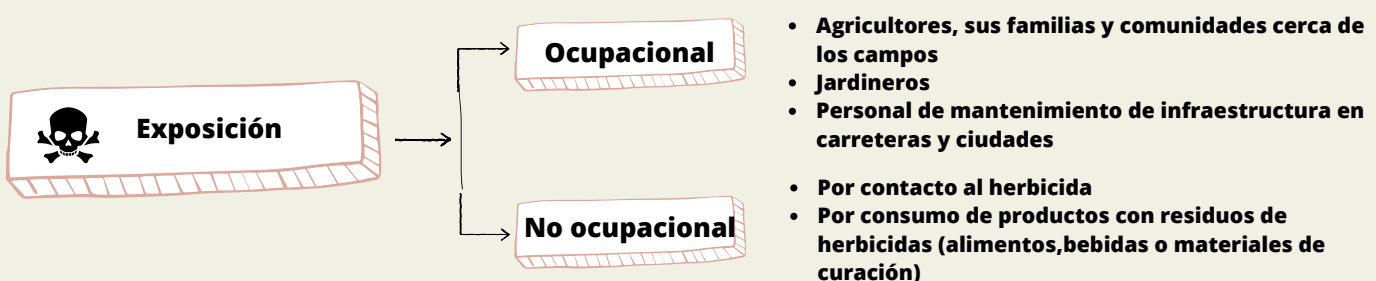 Exposición
Ocupacional
• Agricultores, sus familias y comunidades cerca de
los campos
• Jardineros
• Personal de mantenimiento de infraestructura en
carreteras y ciudades
No ocupacional
• Por contacto al herbicida
• Por consumo de productos con residuos de
herbicidas (alimentos,bebidas o materiales de
curación)